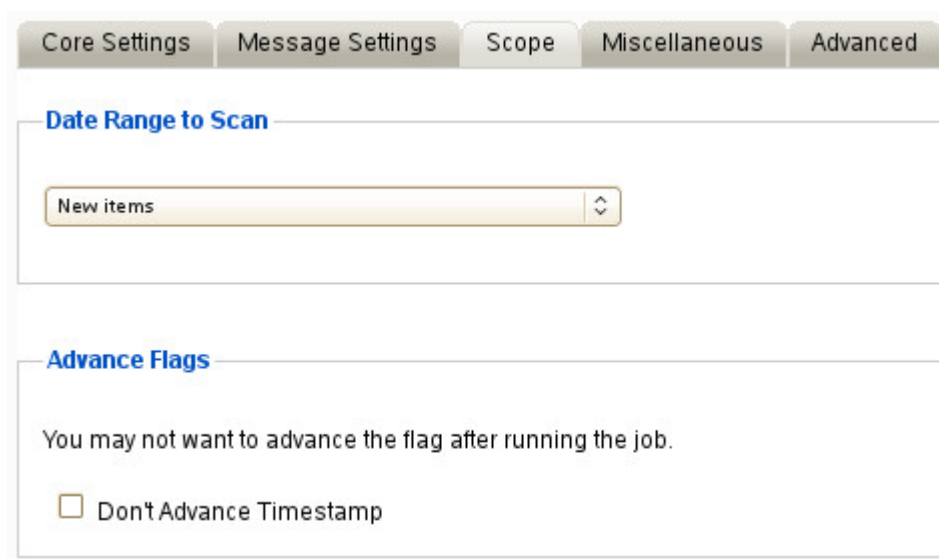 Core Settings Message Settings Scope Miscellaneous Advanced
Date Range to Scan
New items
Advance Flags
You may not want to advance the flag after running the job.
Don't Advance Timestamp